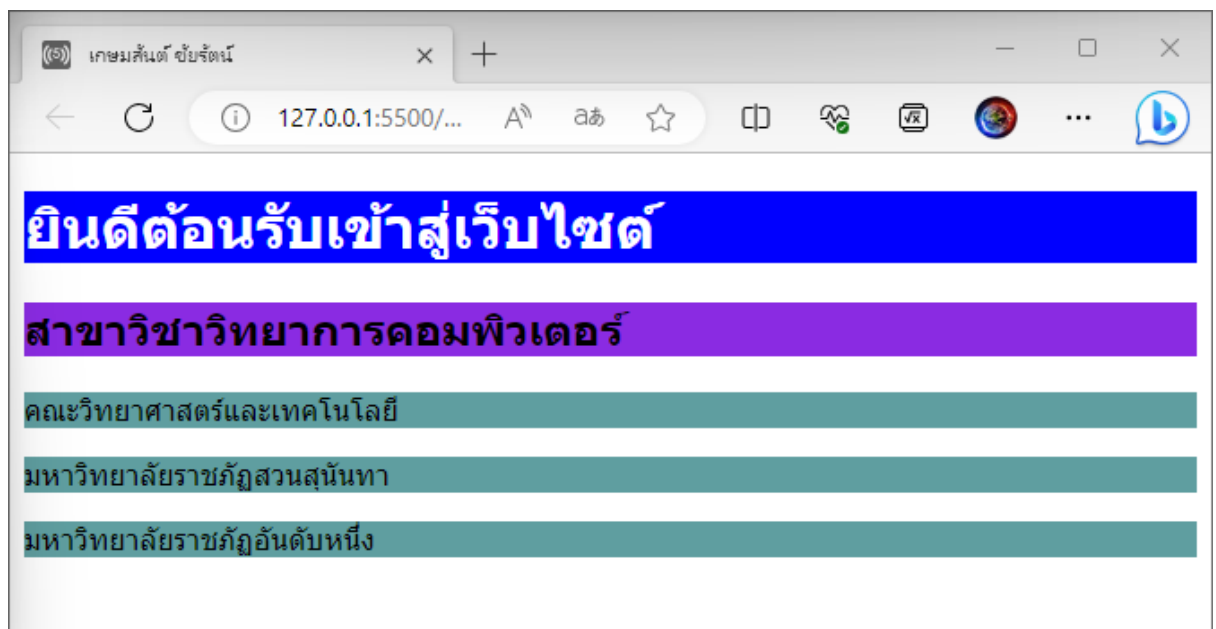 เกษมสันต์ ชัยรัตน์
127.0.0.1:5500/...
ยินดีต้อนรับเข้าสู่เว็บไซต์
สาขาวิชาวิทยาการคอมพิวเตอร์
คณะวิทยาศาสตร์และเทคโนโลยี
มหาวิทยาลัยราชภัฏสวนสุนันทา
มหาวิทยาลัยราชภัฏอันดับหนึ่ง